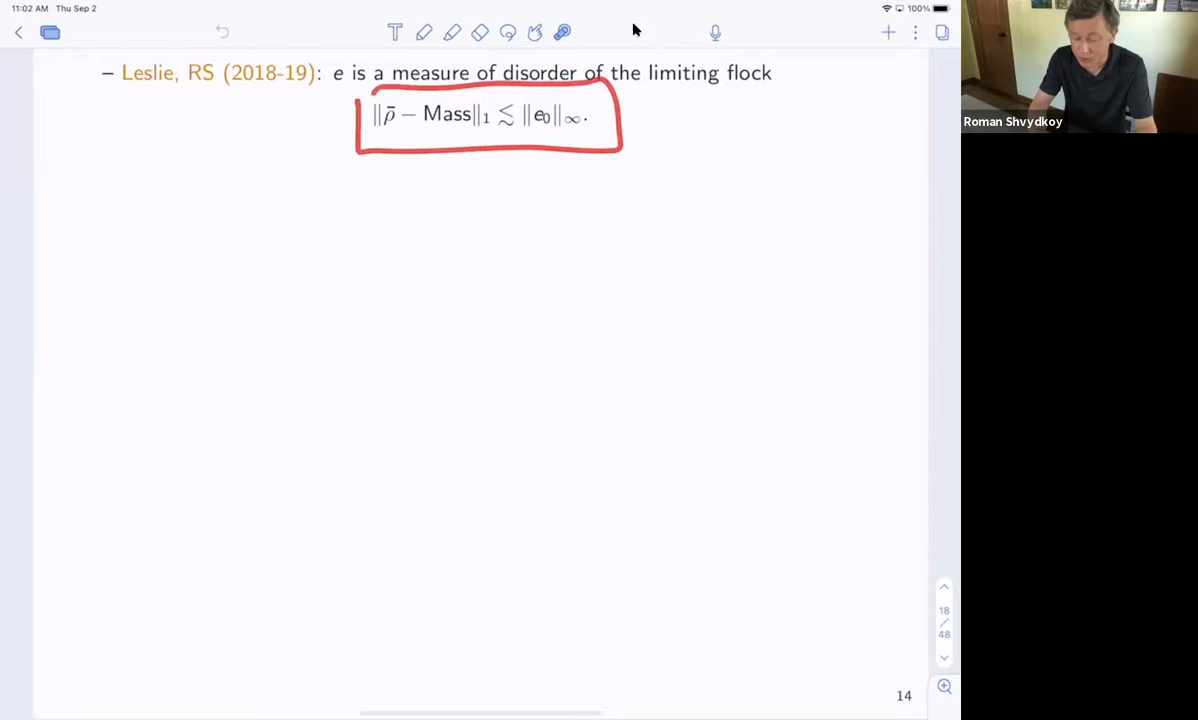 11:02 AM Thu Sep 2
100%
– Leslie, RS (2018-19): e is a measure of disorder of the limiting flock
‖ρ̄ − Mass‖₁ ≲ ‖e₀‖∞.
Roman Shvydkoy
18
/
48
14